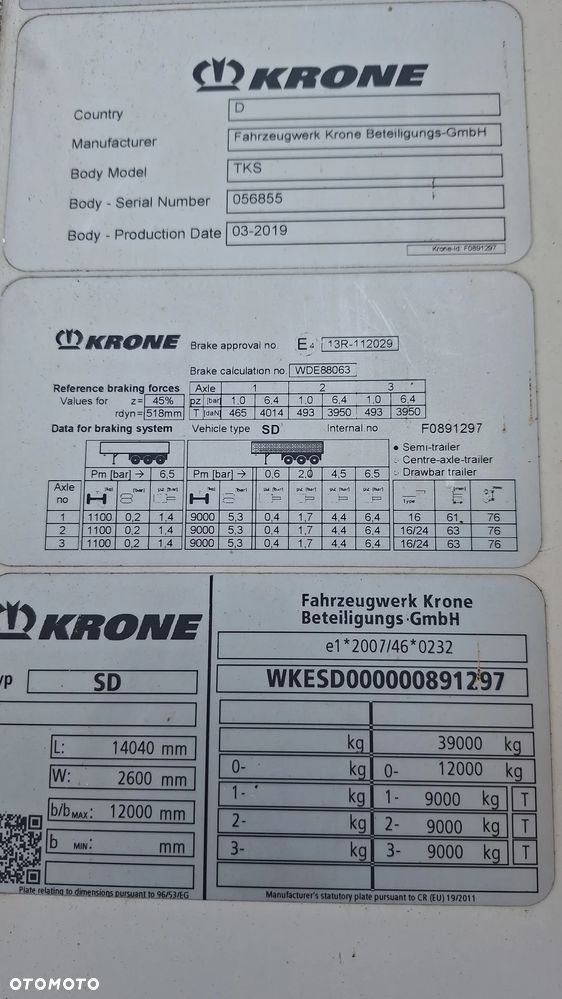 KRONE
Country D
Manufacturer Fahrzeugwerk Krone Beteiligungs-GmbH
Body Model TKS
Body - Serial Number 056855
Body - Production Date 03-2019
Krone-Id: F0891297
KRONE Brake approval no. E4 13R-112029
Brake calculation no. WDE88063
Reference braking forces Axle 1 2 3
Values for z= 45% pz [bar] 1,0 6,4 1,0 6,4 1,0 6,4
rdyn= 518mm T [daN] 465 4014 493 3950 493 3950
Data for braking system Vehicle type SD Internal no F0891297
Semi-trailer
Centre-axle-trailer
Drawbar trailer
Pm [bar] → 6,5 Pm [bar] → 0,6 2,0 4,5 6,5
Axle no
1 1100 0,2 1,4 9000 5,3 0,4 1,7 4,4 6,4 16 61 76
2 1100 0,2 1,4 9000 5,3 0,4 1,7 4,4 6,4 16/24 63 76
3 1100 0,2 1,4 9000 5,3 0,4 1,7 4,4 6,4 16/24 63 76
KRONE
Fahrzeugwerk Krone
Beteiligungs-GmbH
e1*2007/46*0232
yp SD
WKESD000000891297
L: 14040 mm
W: 2600 mm
b/bMAX: 12000 mm
b MIN: mm
kg 39000 kg
0- kg 0- 12000 kg
1- kg 1- 9000 kg T
2- kg 2- 9000 kg T
3- kg 3- 9000 kg T
Plate relating to dimensions pursuant to 96/53/EG
Manufacturer's statutory plate pursuant to CR (EU) 19/2011
OTOMOTO